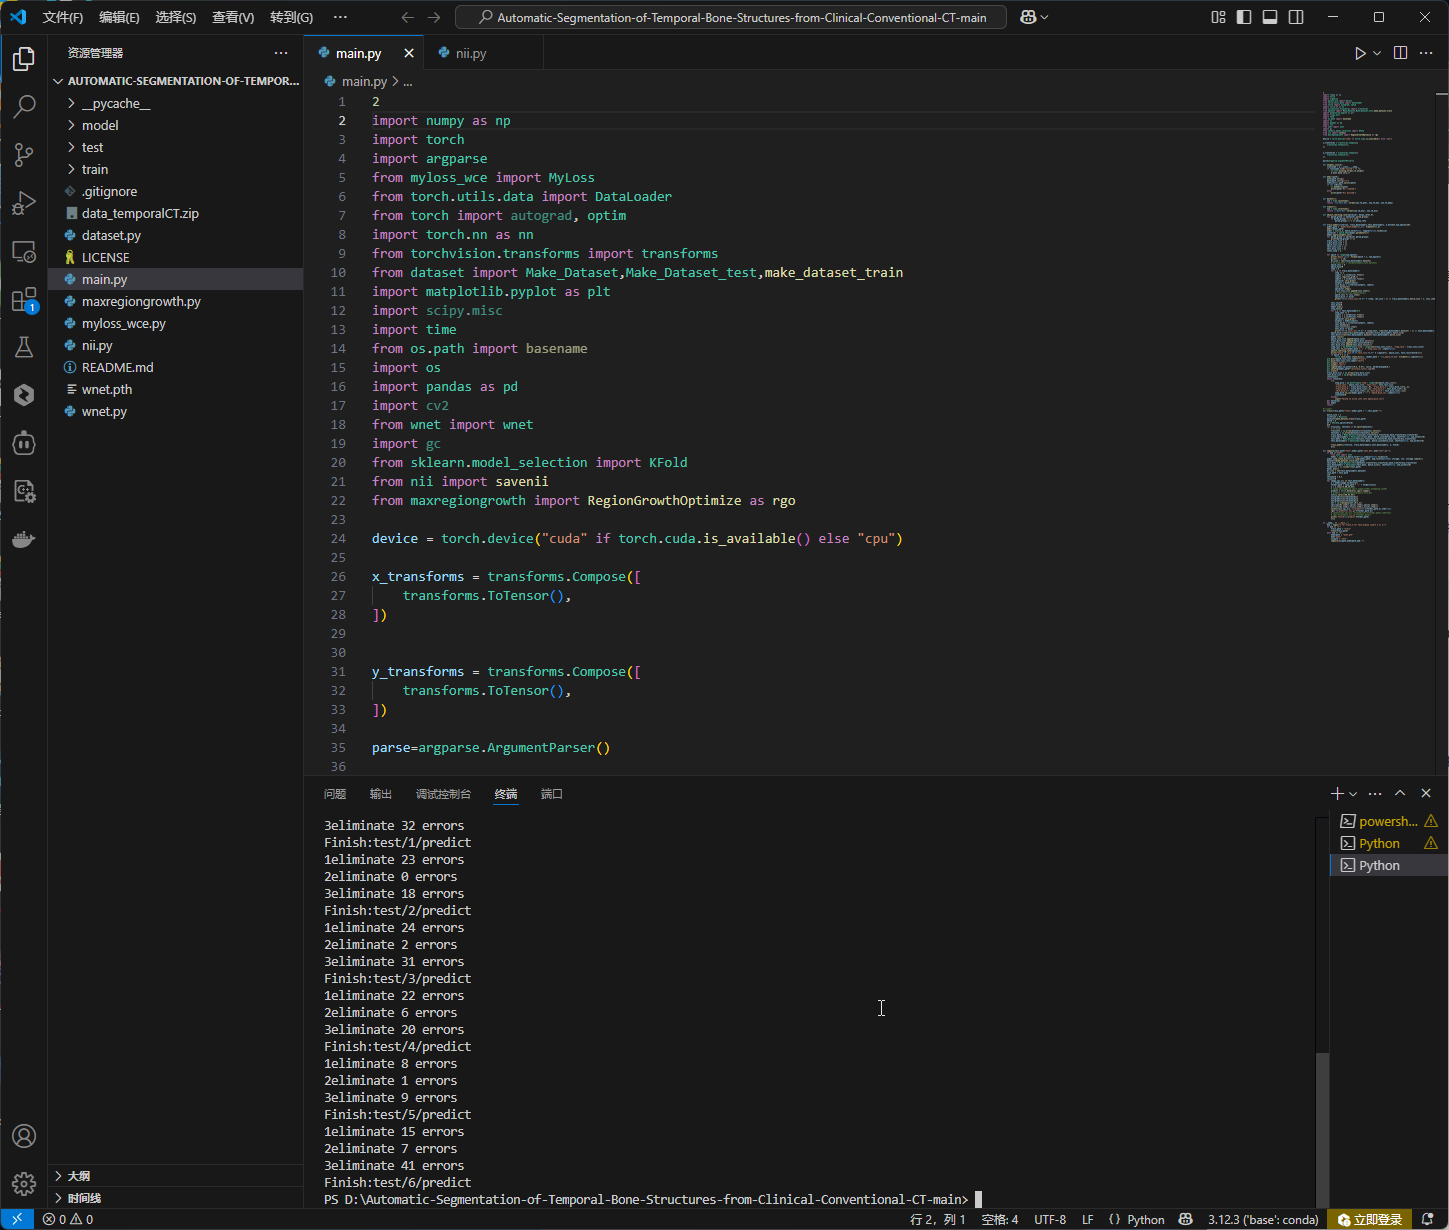 文件(F) 编辑(E) 选择(S) 查看(V) 转到(G) ··· Automatic-Segmentation-of-Temporal-Bone-Structures-from-Clinical-Conventional-CT-main
资源管理器 ···
AUTOMATIC-SEGMENTATION-OF-TEMPOR...
__pycache__
model
test
train
.gitignore
data_temporalCT.zip
dataset.py
LICENSE
main.py
maxregiongrowth.py
myloss_wce.py
nii.py
README.md
wnet.pth
wnet.py
大纲
时间线
1
main.py nii.py
main.py > ...
1 2
2 import numpy as np
3 import torch
4 import argparse
5 from myloss_wce import MyLoss
6 from torch.utils.data import DataLoader
7 from torch import autograd, optim
8 import torch.nn as nn
9 from torchvision.transforms import transforms
10 from dataset import Make_Dataset,Make_Dataset_test,make_dataset_train
11 import matplotlib.pyplot as plt
12 import scipy.misc
13 import time
14 from os.path import basename
15 import os
16 import pandas as pd
17 import cv2
18 from wnet import wnet
19 import gc
20 from sklearn.model_selection import KFold
21 from nii import savenii
22 from maxregiongrowth import RegionGrowthOptimize as rgo
23
24 device = torch.device("cuda" if torch.cuda.is_available() else "cpu")
25
26 x_transforms = transforms.Compose([
27 transforms.ToTensor(),
28 ])
29
30
31 y_transforms = transforms.Compose([
32 transforms.ToTensor(),
33 ])
34
35 parse=argparse.ArgumentParser()
36
问题 输出 调试控制台 终端 端口
3eliminate 32 errors
Finish:test/1/predict
1eliminate 23 errors
2eliminate 0 errors
3eliminate 18 errors
Finish:test/2/predict
1eliminate 24 errors
2eliminate 2 errors
3eliminate 31 errors
Finish:test/3/predict
1eliminate 22 errors
2eliminate 6 errors
3eliminate 20 errors
Finish:test/4/predict
1eliminate 8 errors
2eliminate 1 errors
3eliminate 9 errors
Finish:test/5/predict
1eliminate 15 errors
2eliminate 7 errors
3eliminate 41 errors
Finish:test/6/predict
PS D:\Automatic-Segmentation-of-Temporal-Bone-Structures-from-Clinical-Conventional-CT-main>
powersh...
Python
Python
0 0 行 2, 列 1 空格: 4 UTF-8 LF {} Python 3.12.3 ('base': conda) 立即登录